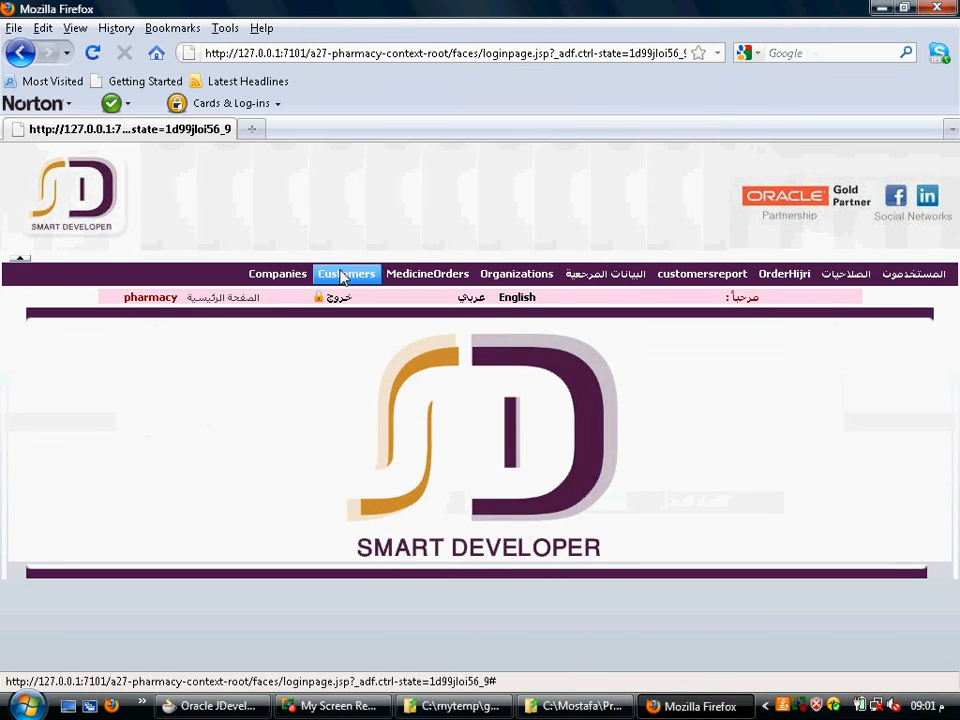 Mozilla Firefox
File Edit View History Bookmarks Tools Help
http://127.0.0.1:7101/a27-pharmacy-context-root/faces/loginpage.jsp?_adf.ctrl-state=1d99jloi56_9
Google
Most Visited Getting Started Latest Headlines
Norton Cards & Log-ins
http://127.0.0.1:7...state=1d99jloi56_9
SMART DEVELOPER
ORACLE Gold Partner
Partnership
Social Networks
Companies Customers MedicineOrders Organizations البيانات المرجعية customersreport OrderHijri الصلاحيات المستخدمون
pharmacy الصفحة الرئيسية خروج عربي English مرحباً :
SMART DEVELOPER
http://127.0.0.1:7101/a27-pharmacy-context-root/faces/loginpage.jsp?_adf.ctrl-state=1d99jloi56_9#
Oracle JDevel... My Screen Re... C:\mytemp\g... C:\Mostafa\Pr... Mozilla Firefox 09:01 م